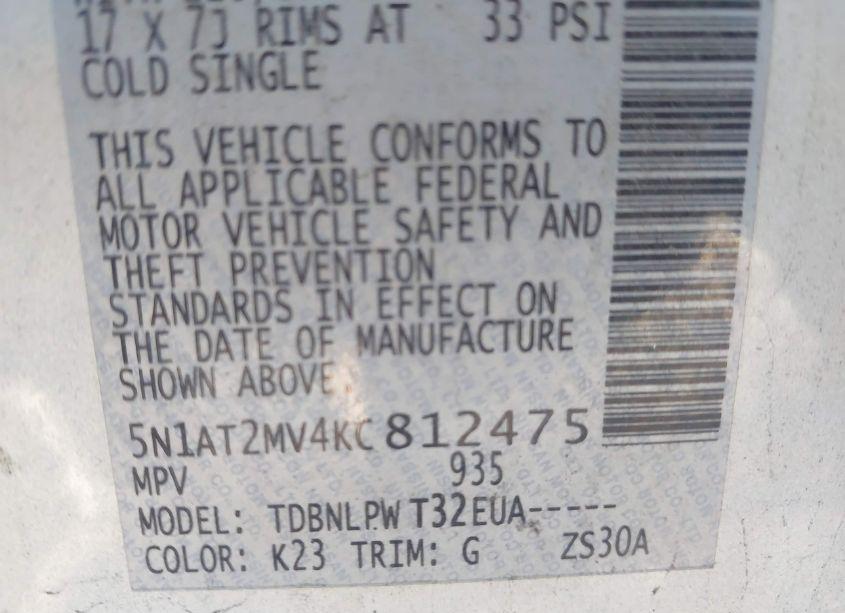 17 X 7J RIMS AT 33 PSI
COLD SINGLE
THIS VEHICLE CONFORMS TO
ALL APPLICABLE FEDERAL
MOTOR VEHICLE SAFETY AND
THEFT PREVENTION
STANDARDS IN EFFECT ON
THE DATE OF MANUFACTURE
SHOWN ABOVE.
5N1AT2MV4KC812475
MPV 935
MODEL: TDBNLPW T32EUA-----
COLOR: K23 TRIM: G ZS30A